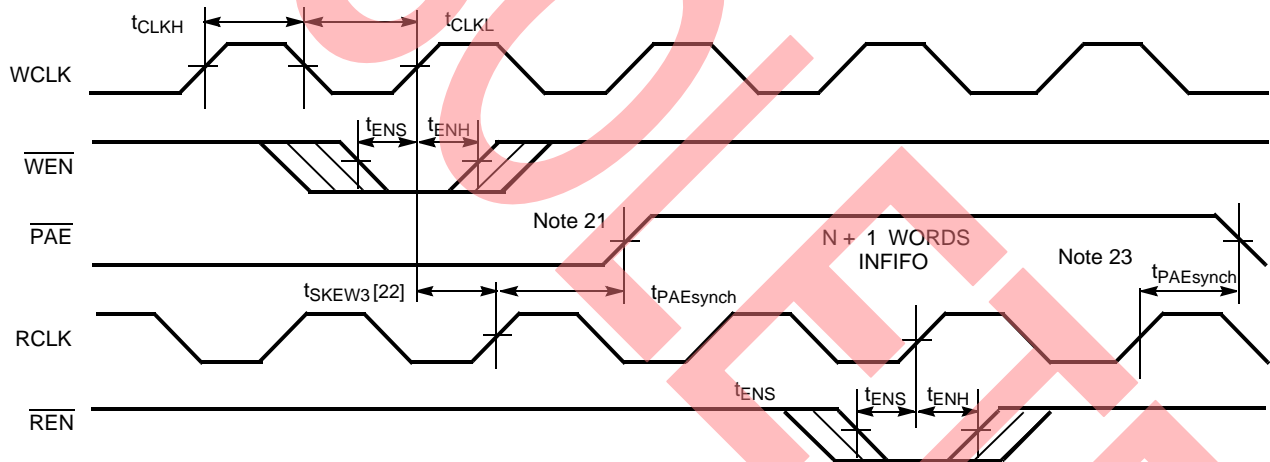 tCLKH
tCLKL
WCLK
tENS
tENH
WEN
Note 21
PAE
N + 1 WORDS
INFIFO
Note 23
tSKEW3 [22]
tPAEsynch
tPAEsynch
RCLK
tENS
tENS
tENH
REN